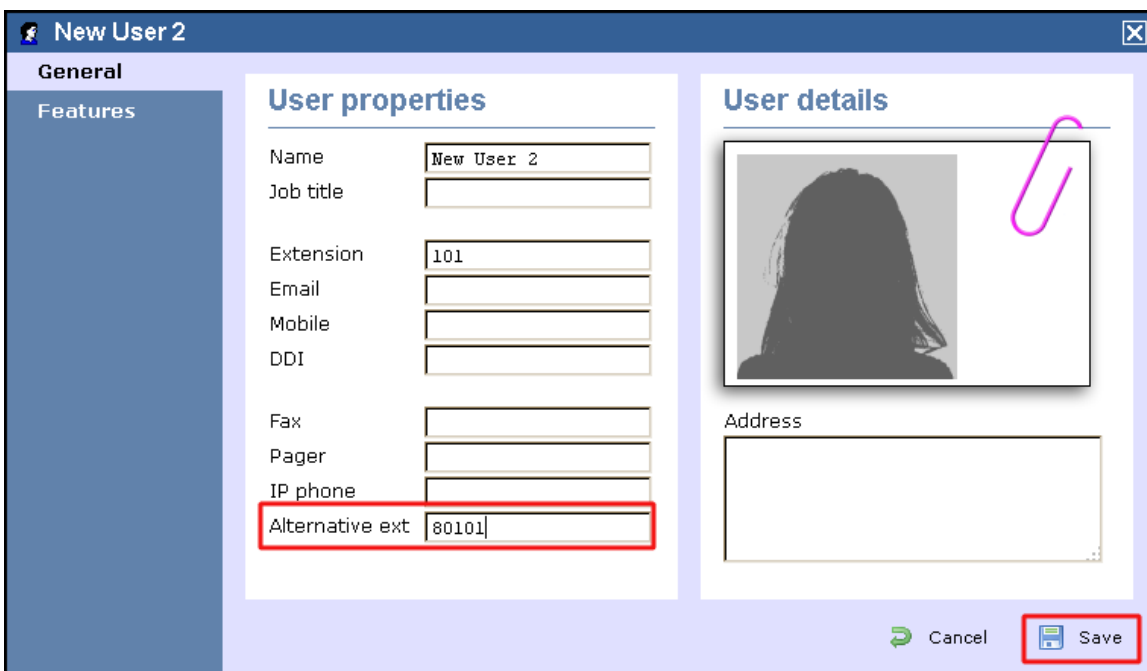 New User 2
General
Features
User properties
Name New User 2
Job title
Extension 101
Email
Mobile
DDI
Fax
Pager
IP phone
Alternative ext 80101
User details
Address
Cancel Save